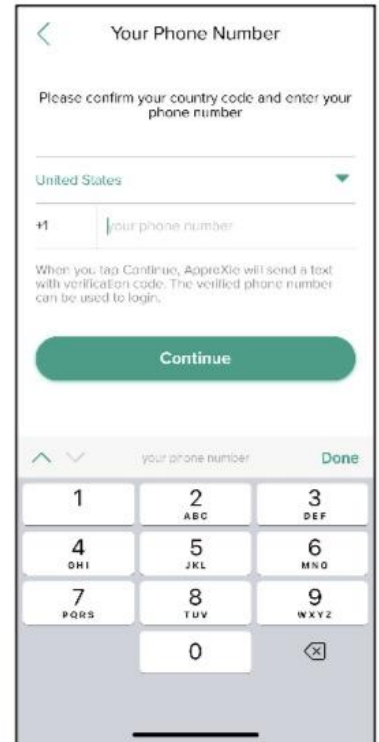 Your Phone Number
Please confirm your country code and enter your
phone number
United States
+1 your phone number
When you tap Continue, ApproXie will send a text
with verification code. The verified phone number
can be used to login.
Continue
your phone number Done
1 2 3
ABC DEF
4 5 6
GHI JKL MNO
7 8 9
PQRS TUV WXYZ
0